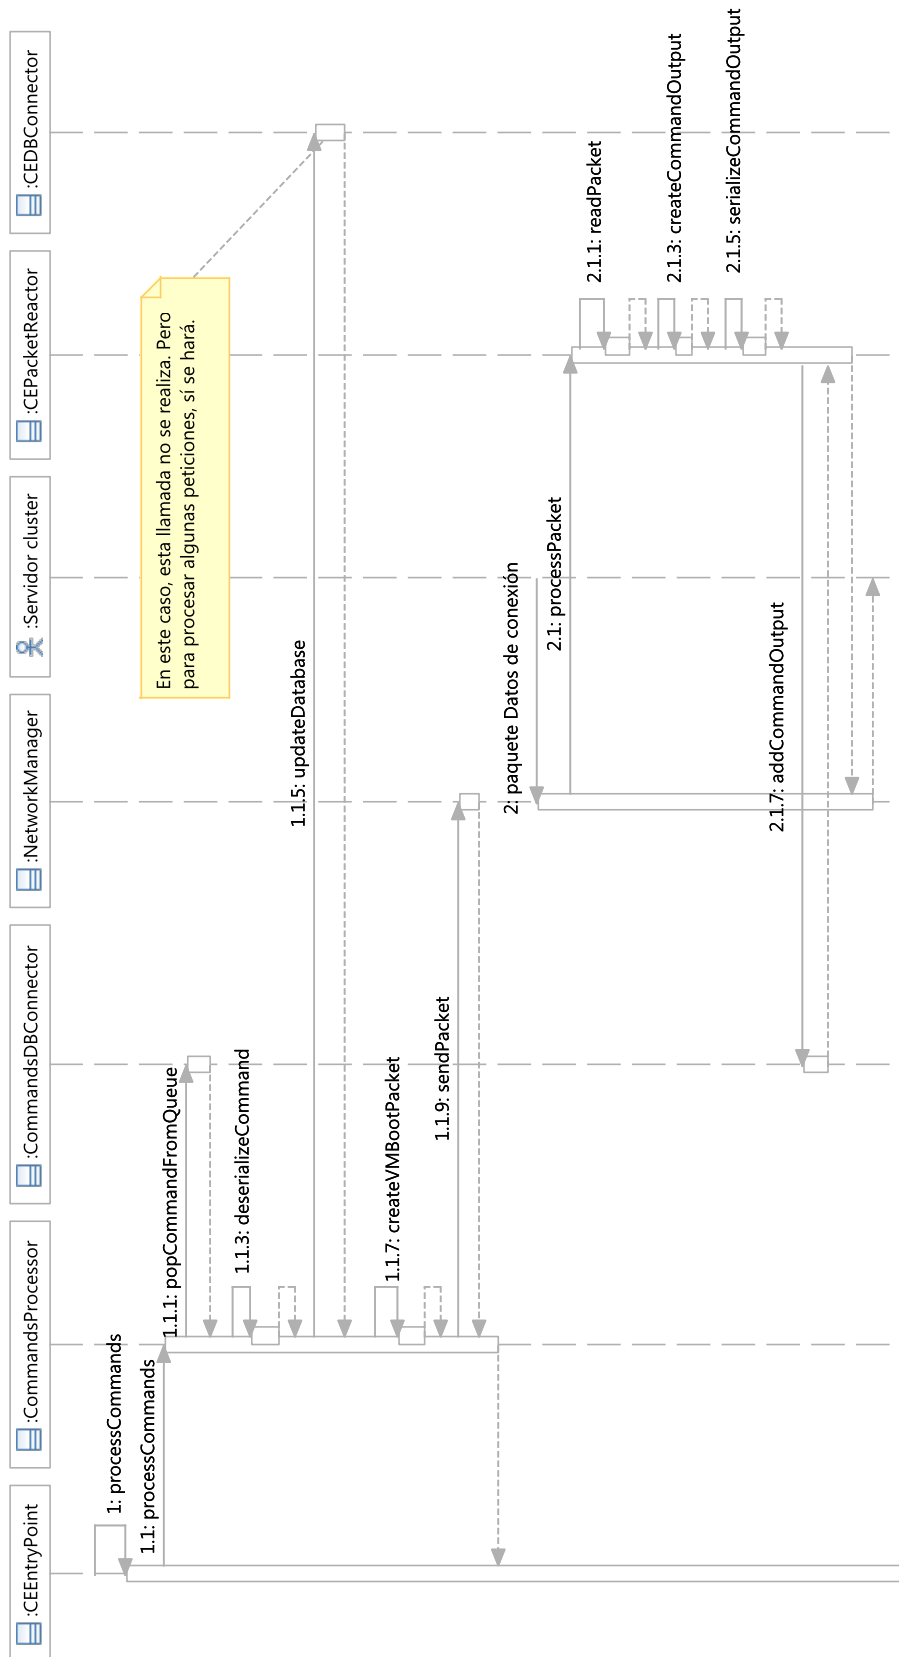 :CEEntryPoint
:CommandsProcessor
:CommandsDBConnector
:NetworkManager
:Servidor cluster
:CEPacketReactor
:CEDBConnector
1: processCommands
1.1: processCommands
En este caso, esta llamada no se realiza. Pero
para procesar algunas peticiones, sí se hará.
1.1.1: popCommandFromQueue
1.1.3: deserializeCommand
1.1.5: updateDatabase
1.1.7: createVMBootPacket
1.1.9: sendPacket
2: paquete Datos de conexión
2.1: processPacket
2.1.1: readPacket
2.1.3: createCommandOutput
2.1.5: serializeCommandOutput
2.1.7: addCommandOutput